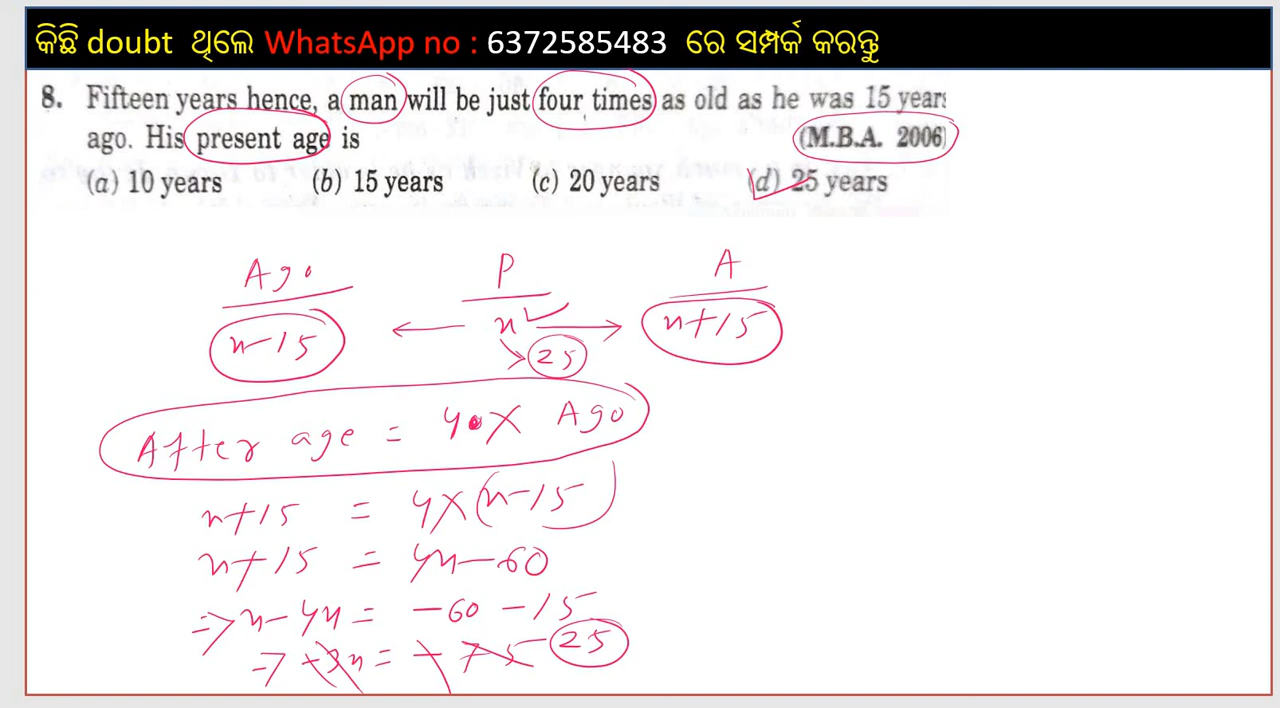 କିଛି doubt ଥିଲେ WhatsApp no : 6372585483 ରେ ସମ୍ପର୍କ କରନ୍ତୁ
8. Fifteen years hence, a man will be just four times as old as he was 15 years
ago. His present age is (M.B.A. 2006)
(a) 10 years (b) 15 years (c) 20 years (d) 25 years
Ago P A
x-15 x x+15
25
After age = 4 X Ago
x+15 = 4X(x-15)
x+15 = 4x-60
=> x-4x = -60 -15
=> -3x = -75 25